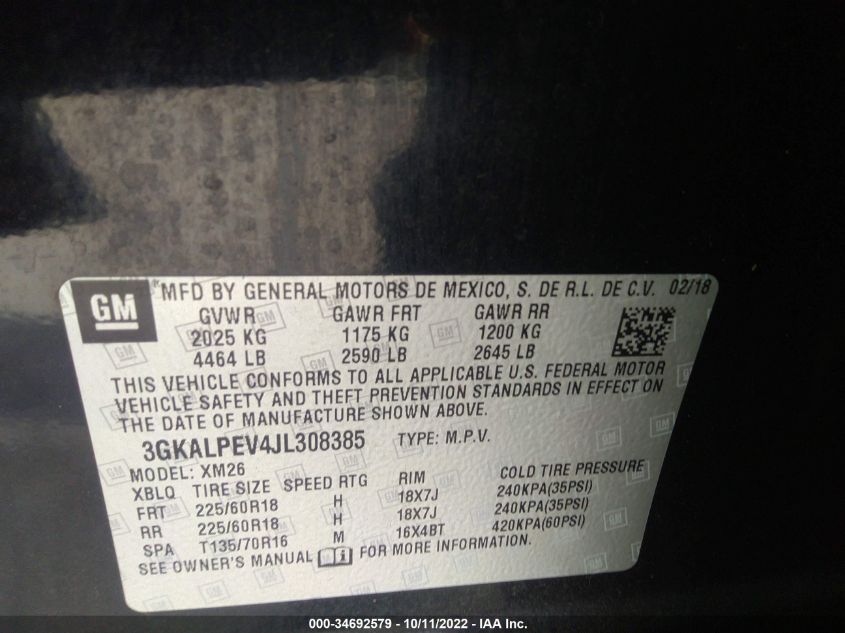 GM
MFD BY GENERAL MOTORS DE MEXICO, S. DE R.L. DE C.V. 02/18
GVWR GAWR FRT GAWR RR
2025 KG 1175 KG 1200 KG
4464 LB 2590 LB 2645 LB
THIS VEHICLE CONFORMS TO ALL APPLICABLE U.S. FEDERAL MOTOR
VEHICLE SAFETY AND THEFT PREVENTION STANDARDS IN EFFECT ON
THE DATE OF MANUFACTURE SHOWN ABOVE.
3GKALPEV4JL308385 TYPE: M.P.V.
MODEL: XM26
XBLQ TIRE SIZE SPEED RTG RIM COLD TIRE PRESSURE
FRT 225/60R18 H 18X7J 240KPA(35PSI)
RR 225/60R18 H 18X7J 240KPA(35PSI)
SPA T135/70R16 M 16X4BT 420KPA(60PSI)
SEE OWNER'S MANUAL FOR MORE INFORMATION.
000-34692579 - 10/11/2022 - IAA Inc.